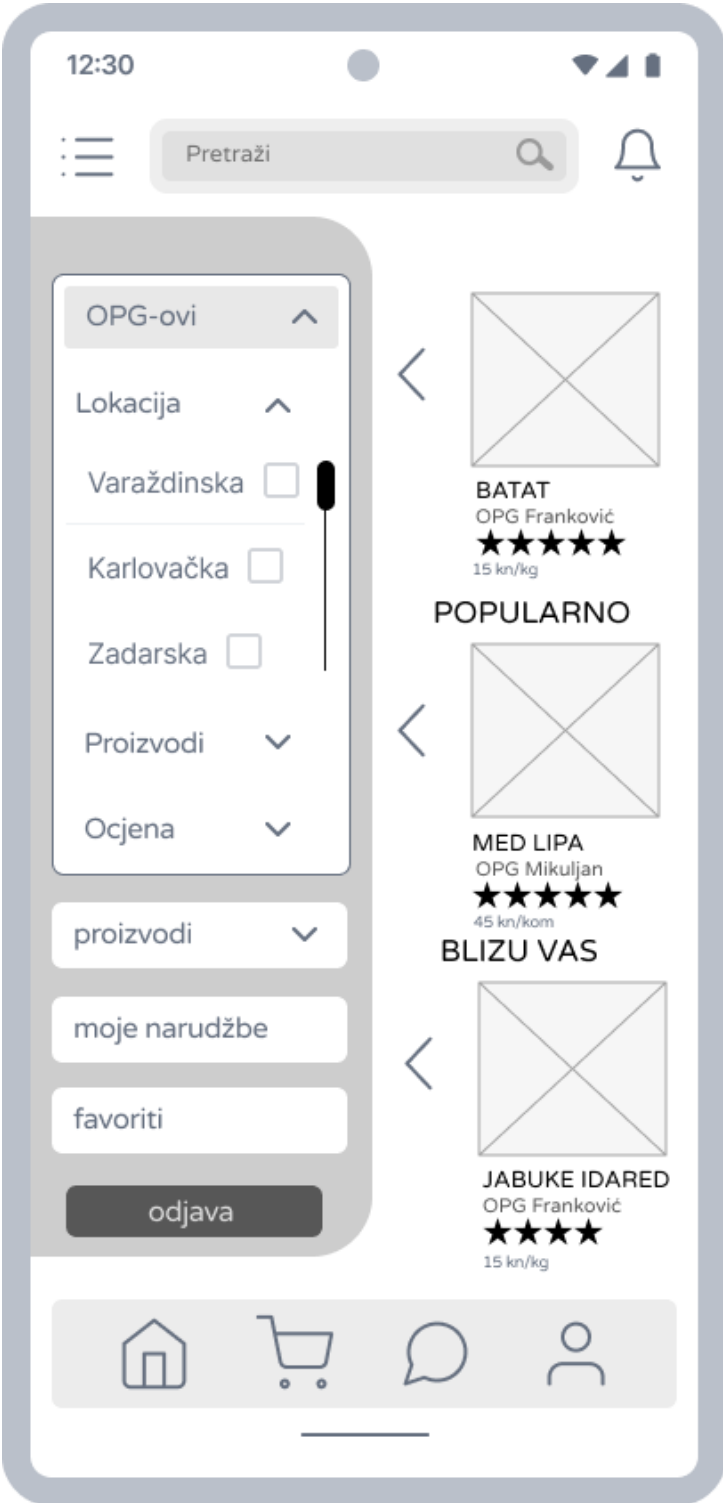 12:30
Pretraži
OPG-ovi
Lokacija
Varaždinska
Karlovačka
Zadarska
Proizvodi
Ocjena
proizvodi
moje narudžbe
favoriti
odjava
BATAT
OPG Franković
★★★★★
15 kn/kg
POPULARNO
MED LIPA
OPG Mikuljan
★★★★★
45 kn/kom
BLIZU VAS
JABUKE IDARED
OPG Franković
★★★★
15 kn/kg